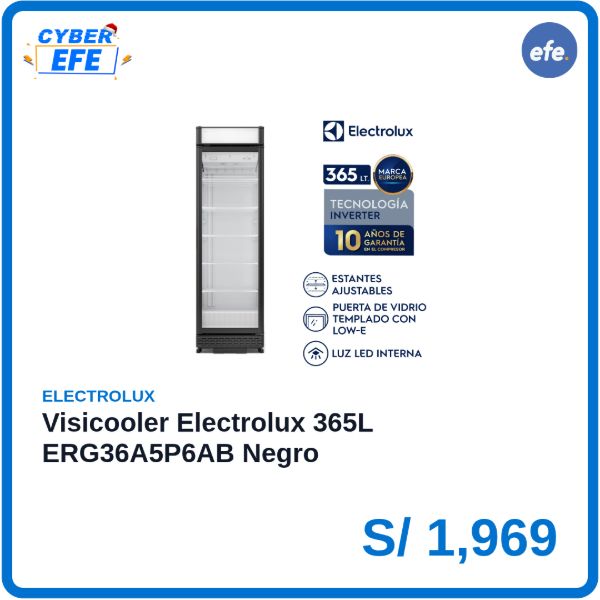 CYBER
EFE
efe.
Electrolux
365 LT.
MARCA
EUROPEA
TECNOLOGÍA
INVERTER
10 AÑOS DE
GARANTÍA
EN EL COMPRESOR
ESTANTES
AJUSTABLES
PUERTA DE VIDRIO
TEMPLADO CON
LOW-E
LUZ LED INTERNA
ELECTROLUX
Visicooler Electrolux 365L
ERG36A5P6AB Negro
S/ 1,969